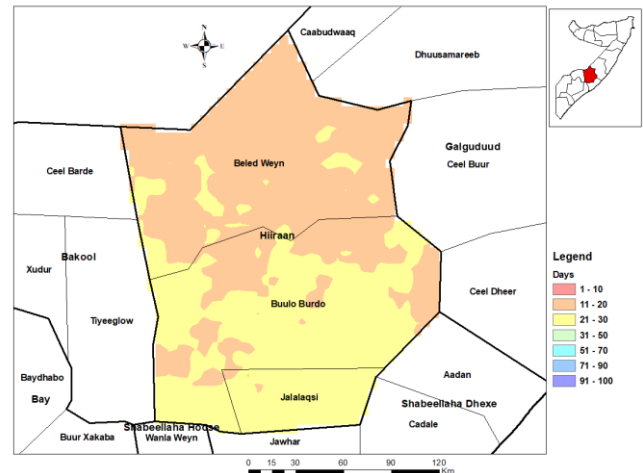 Caabudwaaq
N
W E
S
Dhuusamareeb
Galguduud
Ceel Buur
Beled Weyn
Ceel Barde
Hiiraan
Bakool
Xudur
Legend
Days
1 - 10
11 - 20
21 - 30
31 - 50
51 - 70
71 - 90
91 - 100
Ceel Dheer
Buulo Burdo
Tiyeeglow
Aadan
Baydhabo
Bay
Jalalaqsi
Shabeellaha Dhexe
Cadale
Shabeellaha Hoose
Buur Xakaba
Wanla Weyn
Jawhar
0 15 30 60 90 120
Km